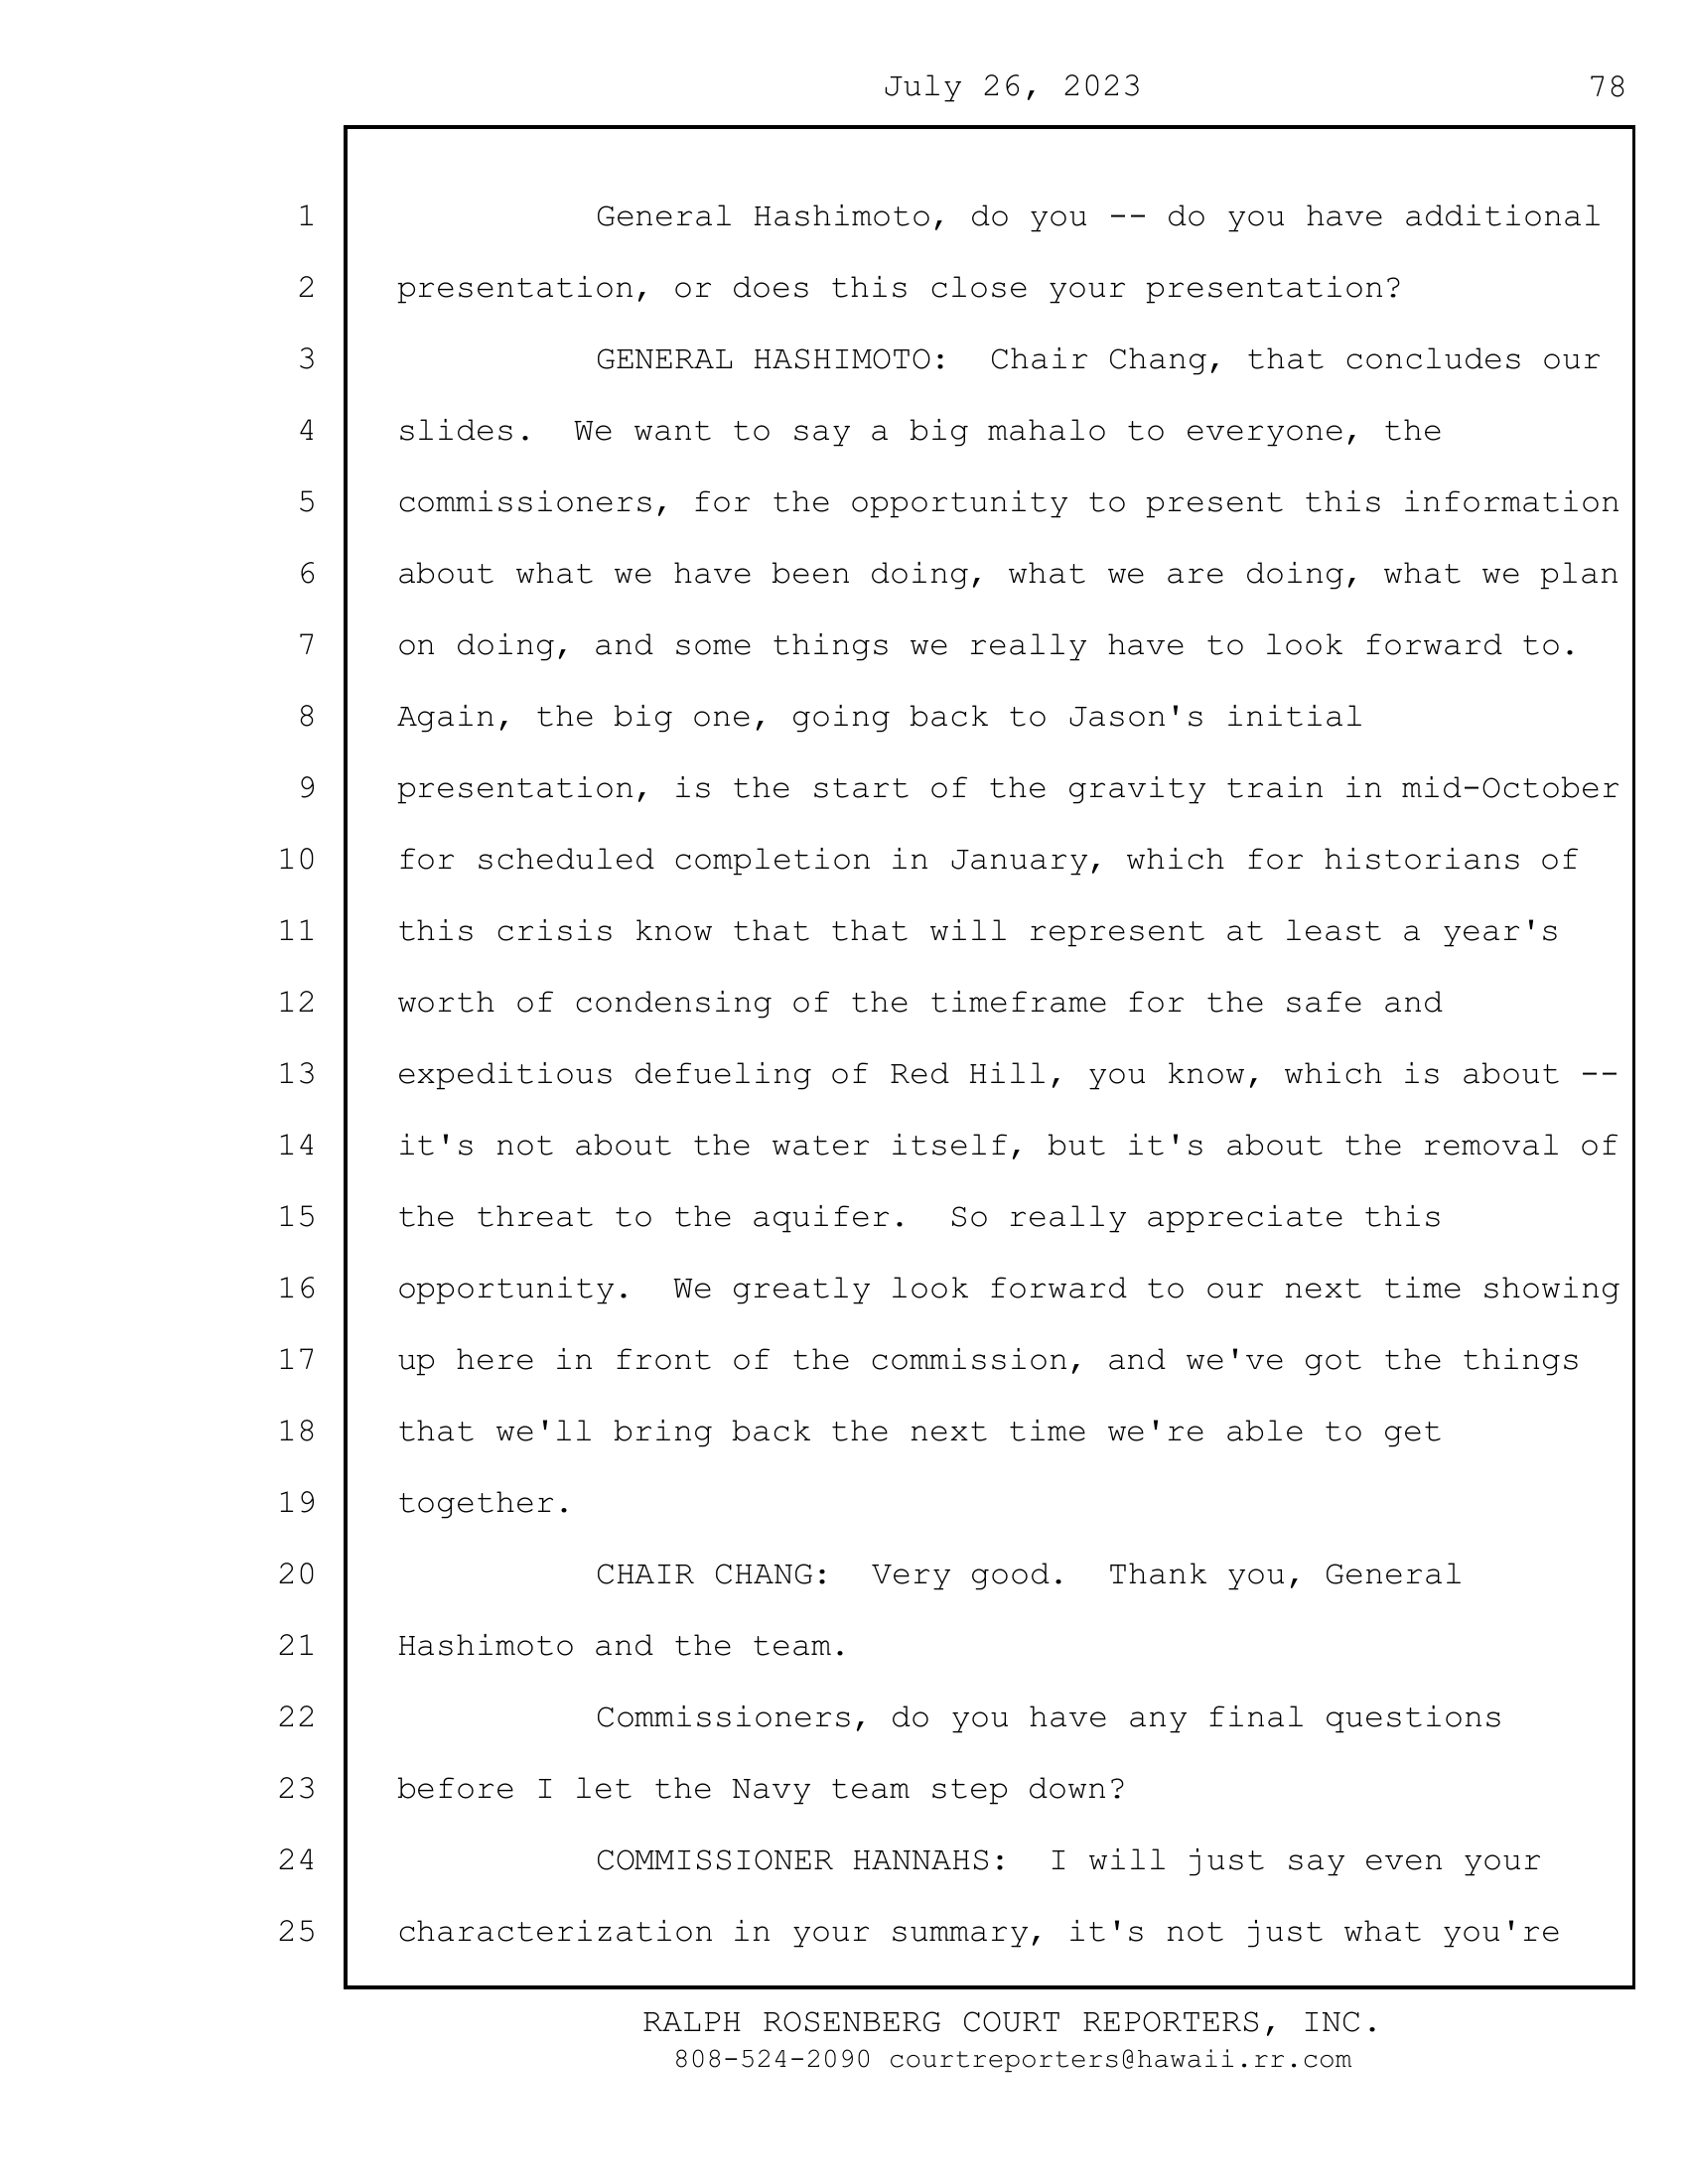 July 26, 2023 78
1 General Hashimoto, do you -- do you have additional
2 presentation, or does this close your presentation?
3 GENERAL HASHIMOTO:  Chair Chang, that concludes our
4 slides.  We want to say a big mahalo to everyone, the
5 commissioners, for the opportunity to present this information
6 about what we have been doing, what we are doing, what we plan
7 on doing, and some things we really have to look forward to.
8 Again, the big one, going back to Jason's initial
9 presentation, is the start of the gravity train in mid-October
10 for scheduled completion in January, which for historians of
11 this crisis know that that will represent at least a year's
12 worth of condensing of the timeframe for the safe and
13 expeditious defueling of Red Hill, you know, which is about --
14 it's not about the water itself, but it's about the removal of
15 the threat to the aquifer.  So really appreciate this
16 opportunity.  We greatly look forward to our next time showing
17 up here in front of the commission, and we've got the things
18 that we'll bring back the next time we're able to get
19 together.
20 CHAIR CHANG:  Very good.  Thank you, General
21 Hashimoto and the team.
22 Commissioners, do you have any final questions
23 before I let the Navy team step down?
24 COMMISSIONER HANNAHS:  I will just say even your
25 characterization in your summary, it's not just what you're
RALPH ROSENBERG COURT REPORTERS, INC.
808-524-2090 courtreporters@hawaii.rr.com